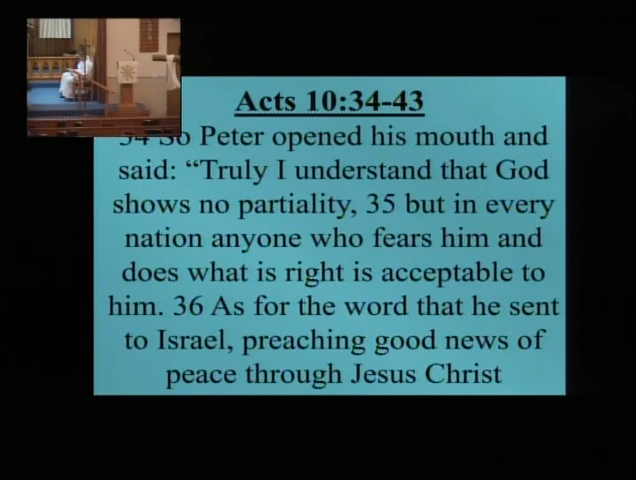 Acts 10:34-43
34 So Peter opened his mouth and
said: “Truly I understand that God
shows no partiality, 35 but in every
nation anyone who fears him and
does what is right is acceptable to
him. 36 As for the word that he sent
to Israel, preaching good news of
peace through Jesus Christ